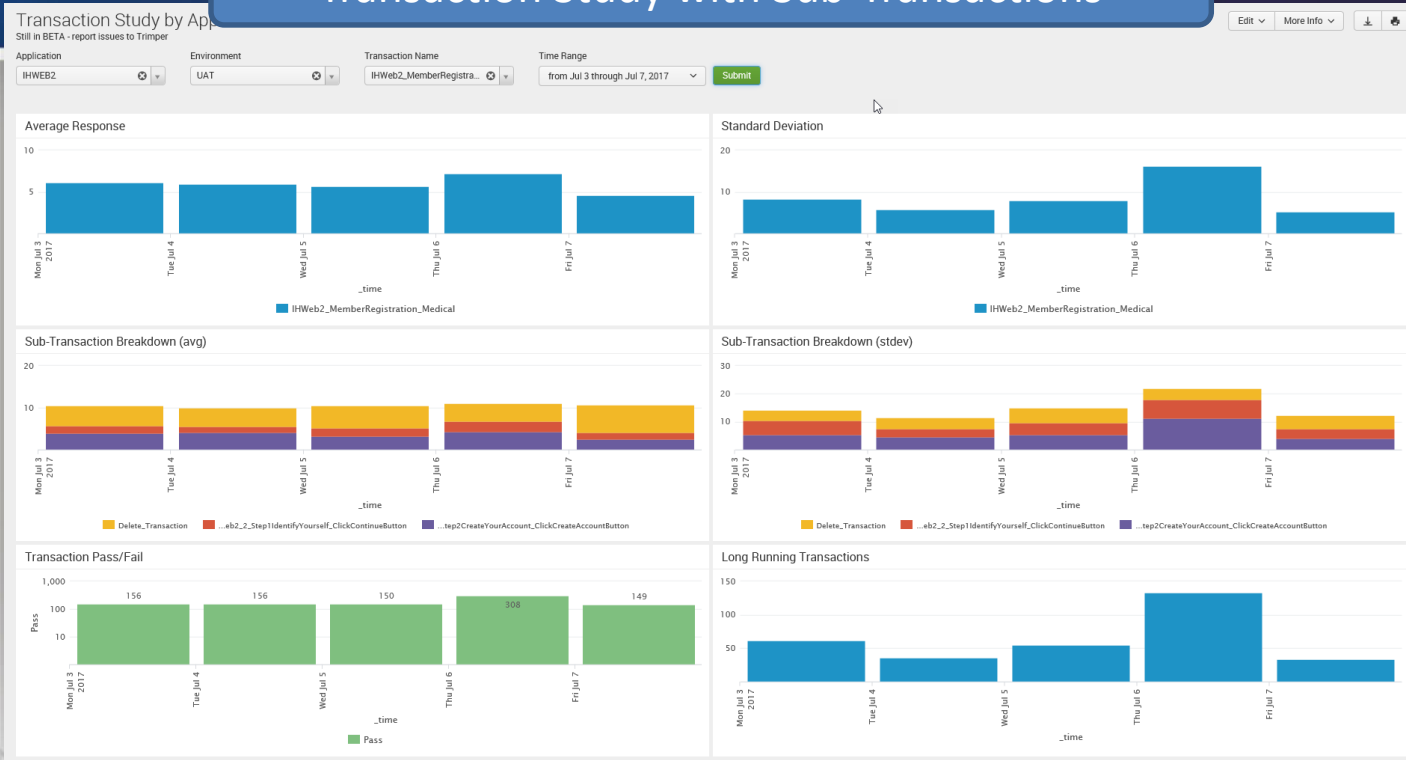 Transaction Study with Sub-Transactions
Transaction Study by App
Still in BETA - report issues to Trimper
Edit
More Info
Application
Environment
Transaction Name
Time Range
IHWEB2
UAT
IHWeb2_MemberRegistra...
from Jul 3 through Jul 7, 2017
Submit
Average Response
10
5
Mon Jul 3
2017
Tue Jul 4
Wed Jul 5
Thu Jul 6
Fri Jul 7
_time
IHWeb2_MemberRegistration_Medical
Standard Deviation
20
10
Mon Jul 3
2017
Tue Jul 4
Wed Jul 5
Thu Jul 6
Fri Jul 7
_time
IHWeb2_MemberRegistration_Medical
Sub-Transaction Breakdown (avg)
20
10
Mon Jul 3
2017
Tue Jul 4
Wed Jul 5
Thu Jul 6
Fri Jul 7
_time
Delete_Transaction
...eb2_2_Step1IdentifyYourself_ClickContinueButton
...tep2CreateYourAccount_ClickCreateAccountButton
Sub-Transaction Breakdown (stdev)
30
20
10
Mon Jul 3
2017
Tue Jul 4
Wed Jul 5
Thu Jul 6
Fri Jul 7
_time
Delete_Transaction
...eb2_2_Step1IdentifyYourself_ClickContinueButton
...tep2CreateYourAccount_ClickCreateAccountButton
Transaction Pass/Fail
1,000
100
10
Pass
156
156
150
308
149
Mon Jul 3
2017
Tue Jul 4
Wed Jul 5
Thu Jul 6
Fri Jul 7
_time
Pass
Long Running Transactions
150
100
50
Mon Jul 3
2017
Tue Jul 4
Wed Jul 5
Thu Jul 6
Fri Jul 7
_time